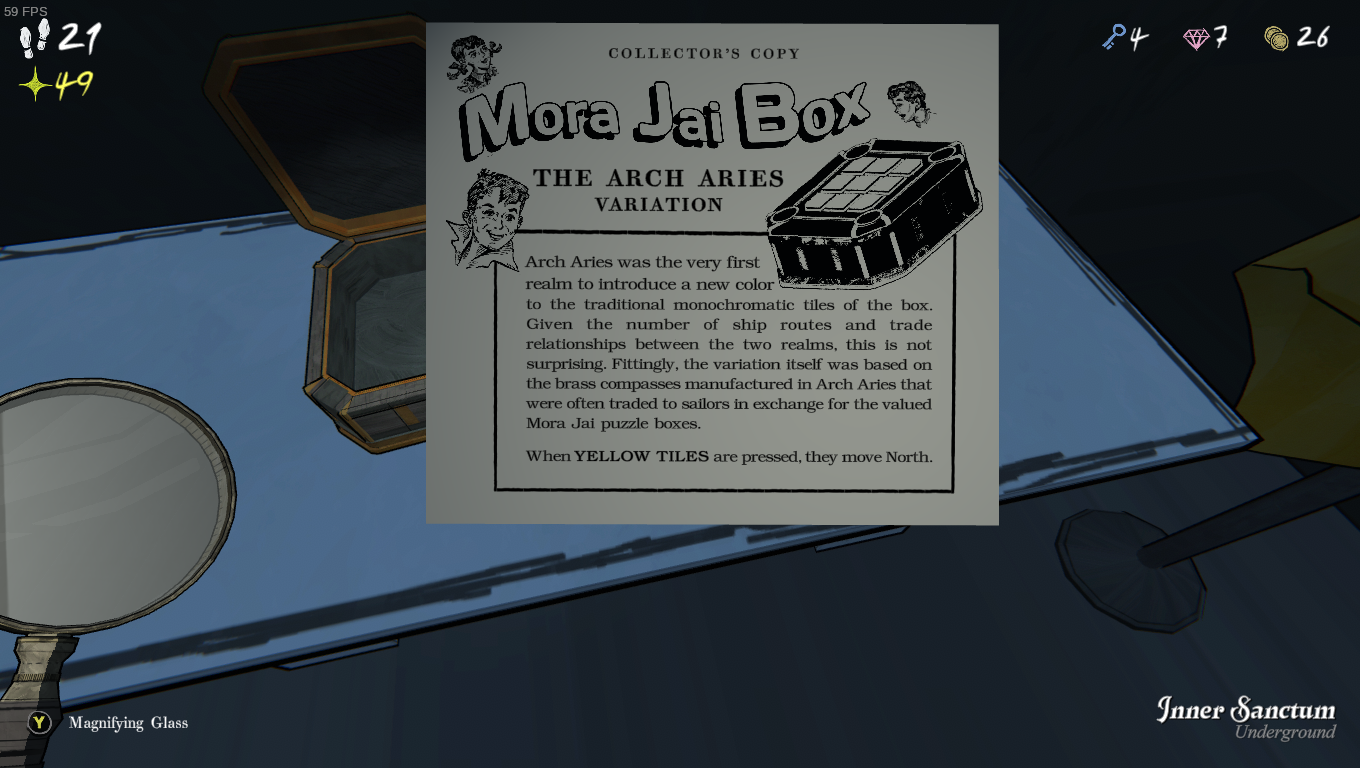 59 FPS
21
49
4
7
26
COLLECTOR'S COPY
Mora Jai Box
THE ARCH ARIES
VARIATION
Arch Aries was the very first
realm to introduce a new color
to the traditional monochromatic tiles of the box.
Given the number of ship routes and trade
relationships between the two realms, this is not
surprising. Fittingly, the variation itself was based on
the brass compasses manufactured in Arch Aries that
were often traded to sailors in exchange for the valued
Mora Jai puzzle boxes.
When YELLOW TILES are pressed, they move North.
Y Magnifying Glass
Inner Sanctum
Underground